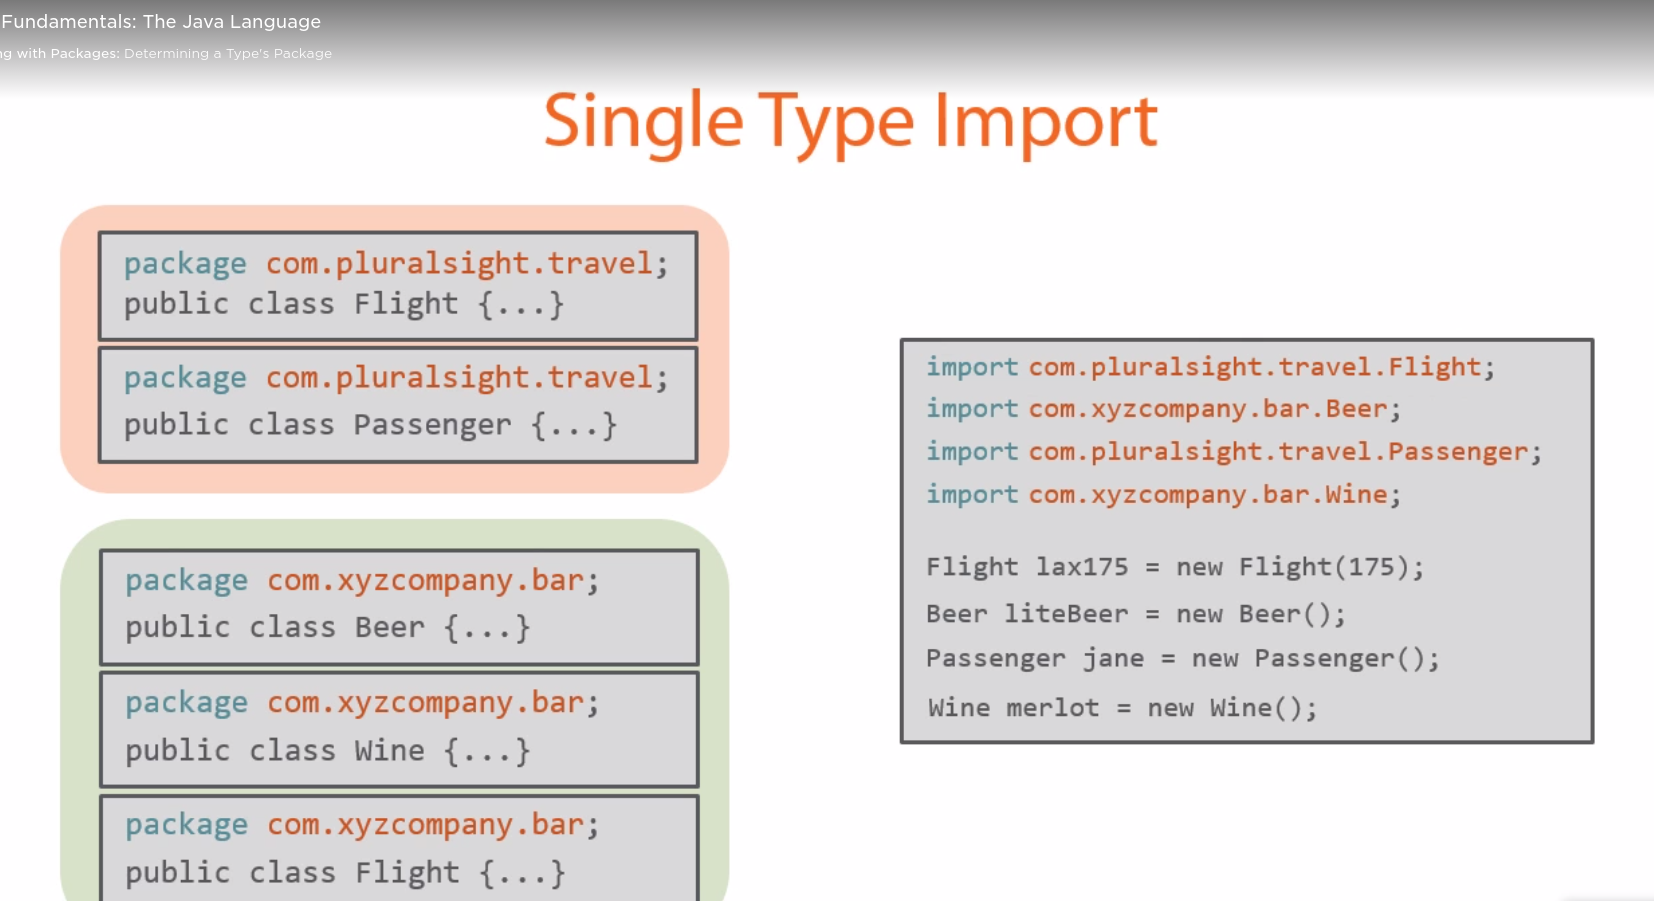 Fundamentals: The Java Language
ng with Packages: Determining a Type's Package
Single Type Import
package com.pluralsight.travel;
public class Flight {...}
package com.pluralsight.travel;
public class Passenger {...}
package com.xyzcompany.bar;
public class Beer {...}
package com.xyzcompany.bar;
public class Wine {...}
package com.xyzcompany.bar;
public class Flight {...}
import com.pluralsight.travel.Flight;
import com.xyzcompany.bar.Beer;
import com.pluralsight.travel.Passenger;
import com.xyzcompany.bar.Wine;
Flight lax175 = new Flight(175);
Beer liteBeer = new Beer();
Passenger jane = new Passenger();
Wine merlot = new Wine();